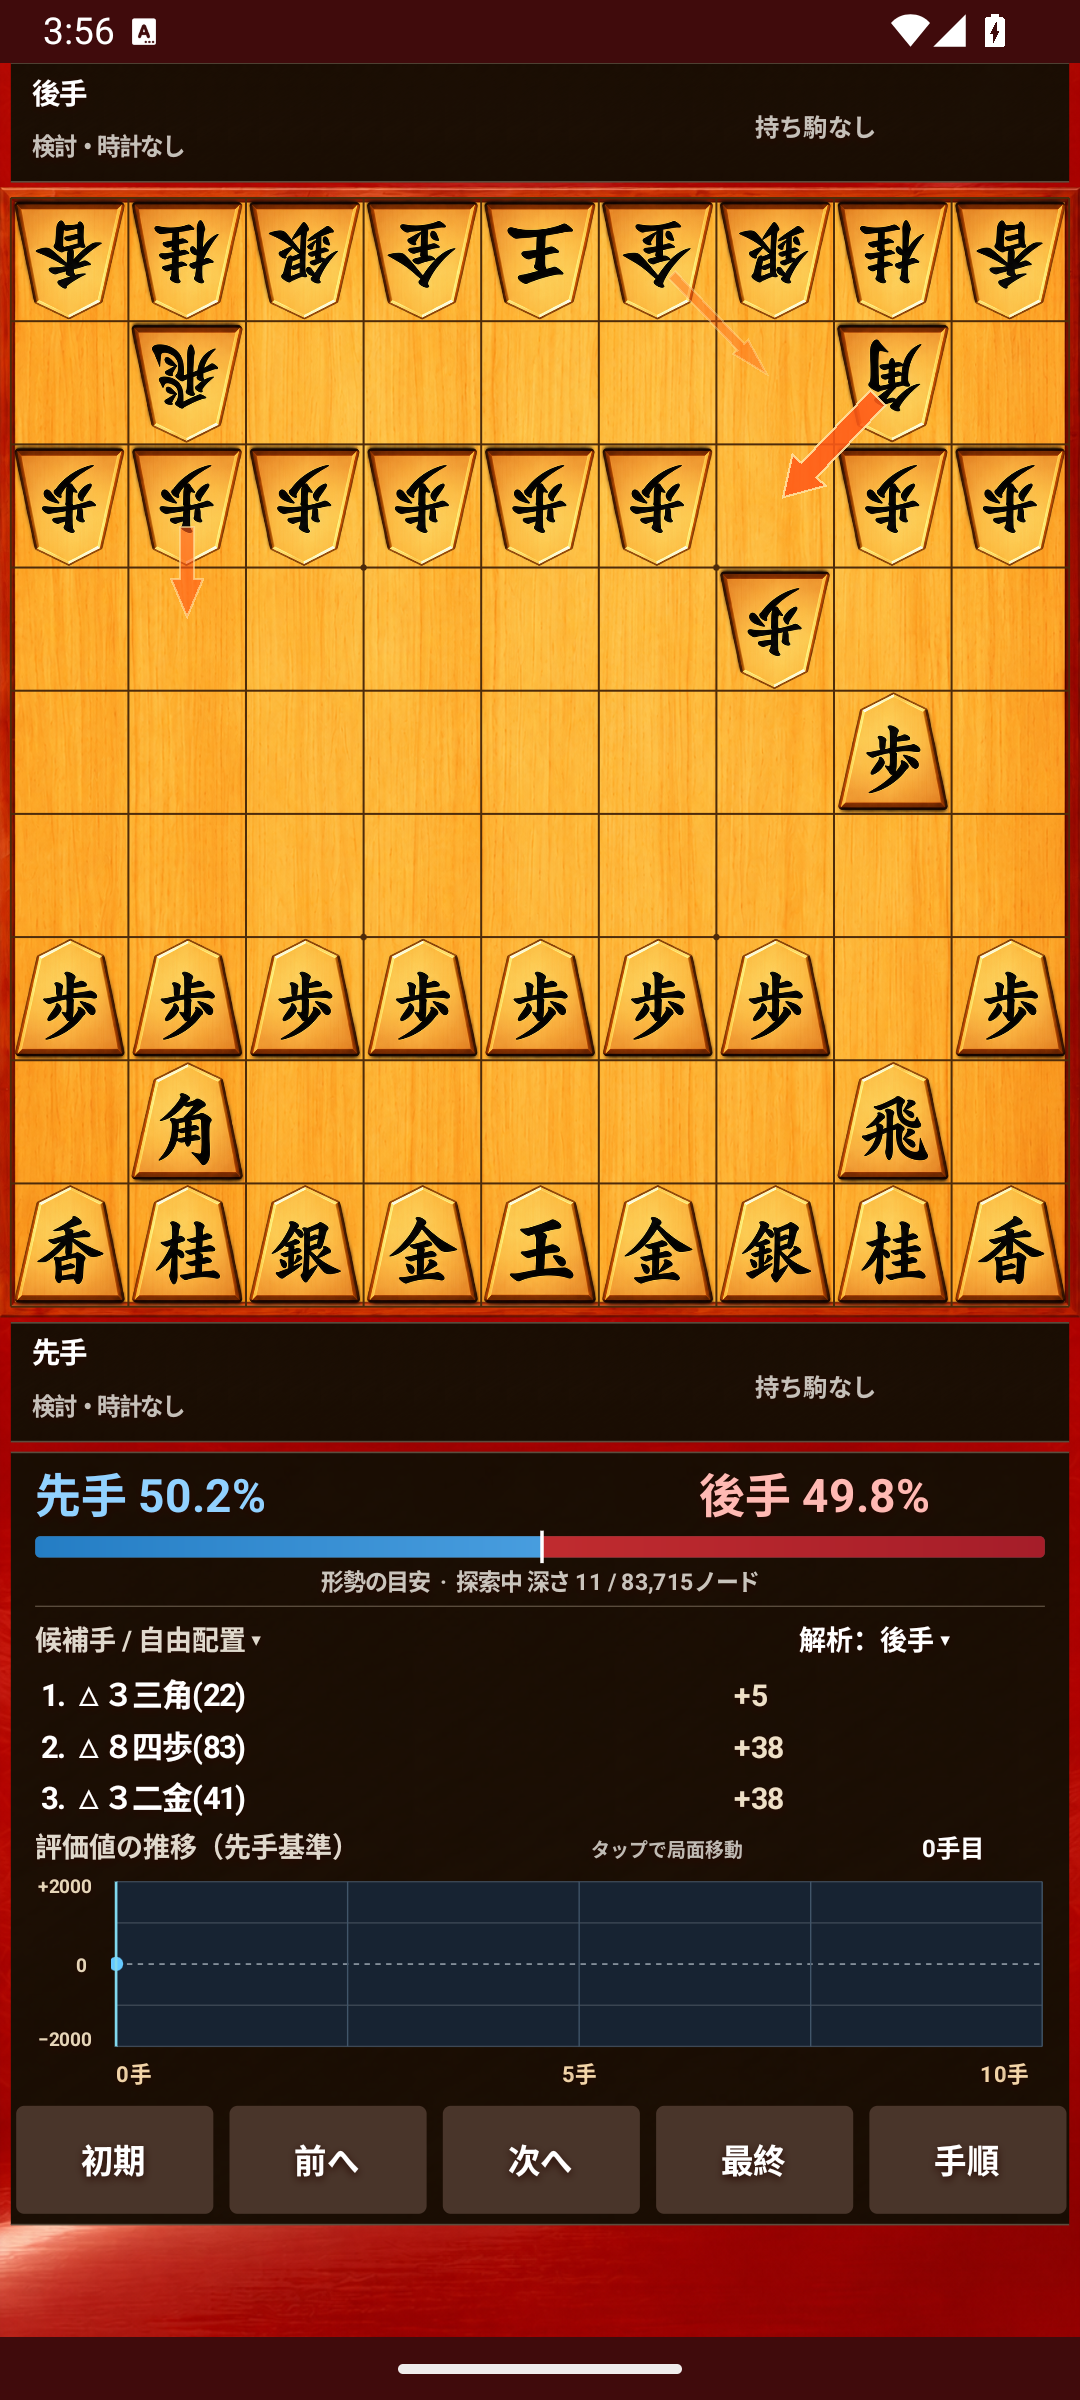 3:56
後手
検討・時計なし
持ち駒なし
香 桂 銀 金 王 金 銀 桂 香
飛 角
歩 歩 歩 歩 歩 歩 歩 歩
歩
歩
歩 歩 歩 歩 歩 歩 歩 歩
角 飛
香 桂 銀 金 玉 金 銀 桂 香
先手
検討・時計なし
持ち駒なし
先手 50.2% 後手 49.8%
形勢の目安 · 探索中 深さ 11 / 83,715ノード
候補手 / 自由配置 ▾ 解析：後手 ▾
1. △３三角(22) +5
2. △８四歩(83) +38
3. △３二金(41) +38
評価値の推移（先手基準） タップで局面移動 0手目
+2000
0
−2000
0手 5手 10手
初期 前へ 次へ 最終 手順